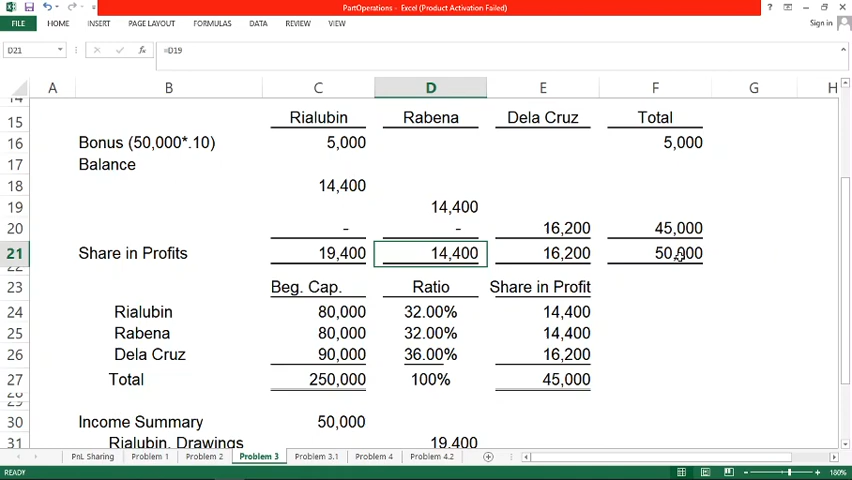 PartOperations - Excel (Product Activation Failed)
FILE HOME INSERT PAGE LAYOUT FORMULAS DATA REVIEW VIEW Sign in
D21 fx =D19
A B C D E F G H
14
15 Rialubin Rabena Dela Cruz Total
16 Bonus (50,000*.10) 5,000 5,000
17 Balance
18 14,400
19 14,400
20 - - 16,200 45,000
21 Share in Profits 19,400 14,400 16,200 50,000
22
23 Beg. Cap. Ratio Share in Profit
24 Rialubin 80,000 32.00% 14,400
25 Rabena 80,000 32.00% 14,400
26 Dela Cruz 90,000 36.00% 16,200
27 Total 250,000 100% 45,000
28
29
30 Income Summary 50,000
31 Rialubin, Drawings 19,400
PnL Sharing Problem 1 Problem 2 Problem 3 Problem 3.1 Problem 4 Problem 4.2
READY 180%